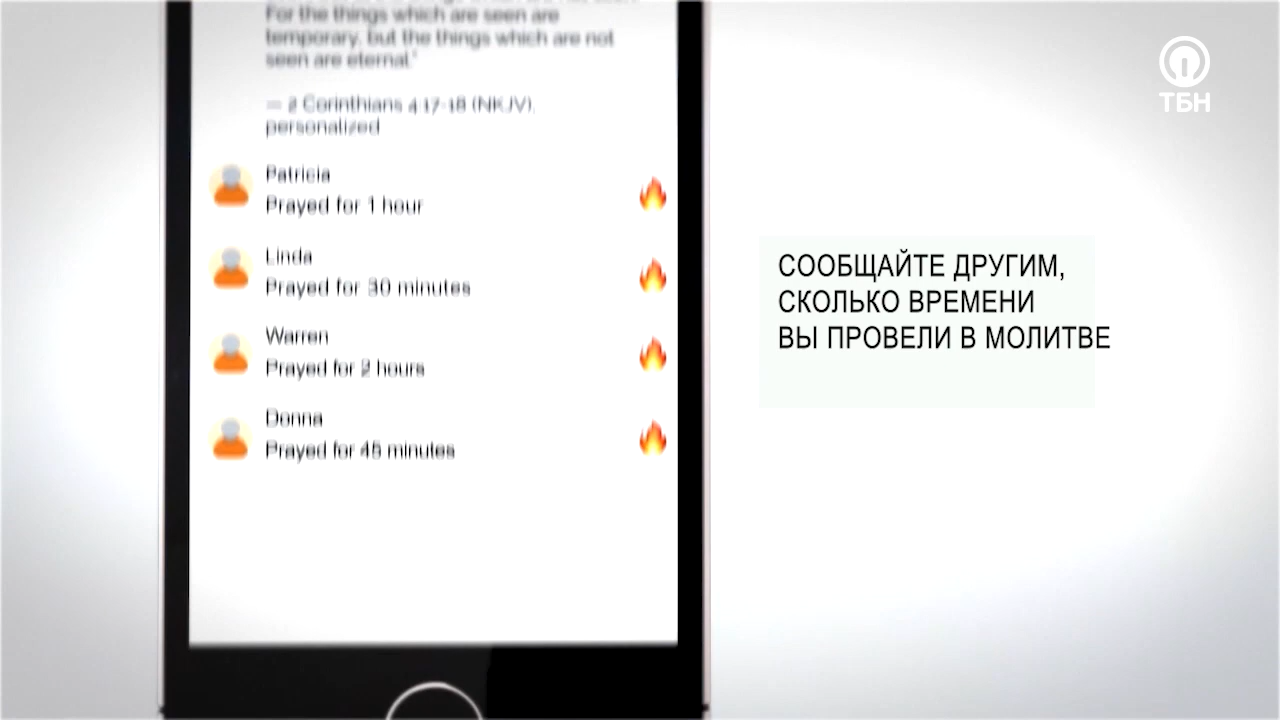 For the things which are seen are
temporary, but the things which are not
seen are eternal."
— 2 Corinthians 4:17-18 (NKJV),
personalized
Patricia
Prayed for 1 hour
Linda
Prayed for 30 minutes
Warren
Prayed for 2 hours
Donna
Prayed for 45 minutes
СООБЩАЙТЕ ДРУГИМ,
СКОЛЬКО ВРЕМЕНИ
ВЫ ПРОВЕЛИ В МОЛИТВЕ
ТБН